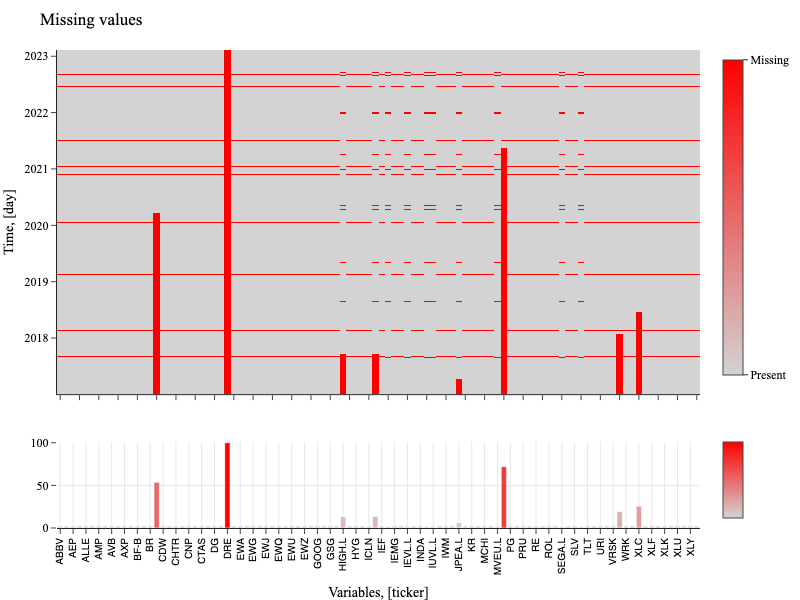 Missing values
2023
2022
2021
2020
2019
2018
Time, [day]
Missing
Present
100
50
0
ABBV
AEP
ALLE
AMP
AVB
AXP
BF-B
BR
CDW
CHTR
CNP
CTAS
DG
DRE
EWA
EWG
EWJ
EWQ
EWU
EWZ
GOOG
GSG
HIGH.L
HYG
ICLN
IEF
IEMG
IEVL.L
INDA
IUVL.L
IWM
JPEA.L
KR
MCHI
MVEU.L
PG
PRU
RE
ROL
SEGA.L
SLV
TLT
URI
VRSK
WRK
XLC
XLF
XLK
XLU
XLY
Variables, [ticker]